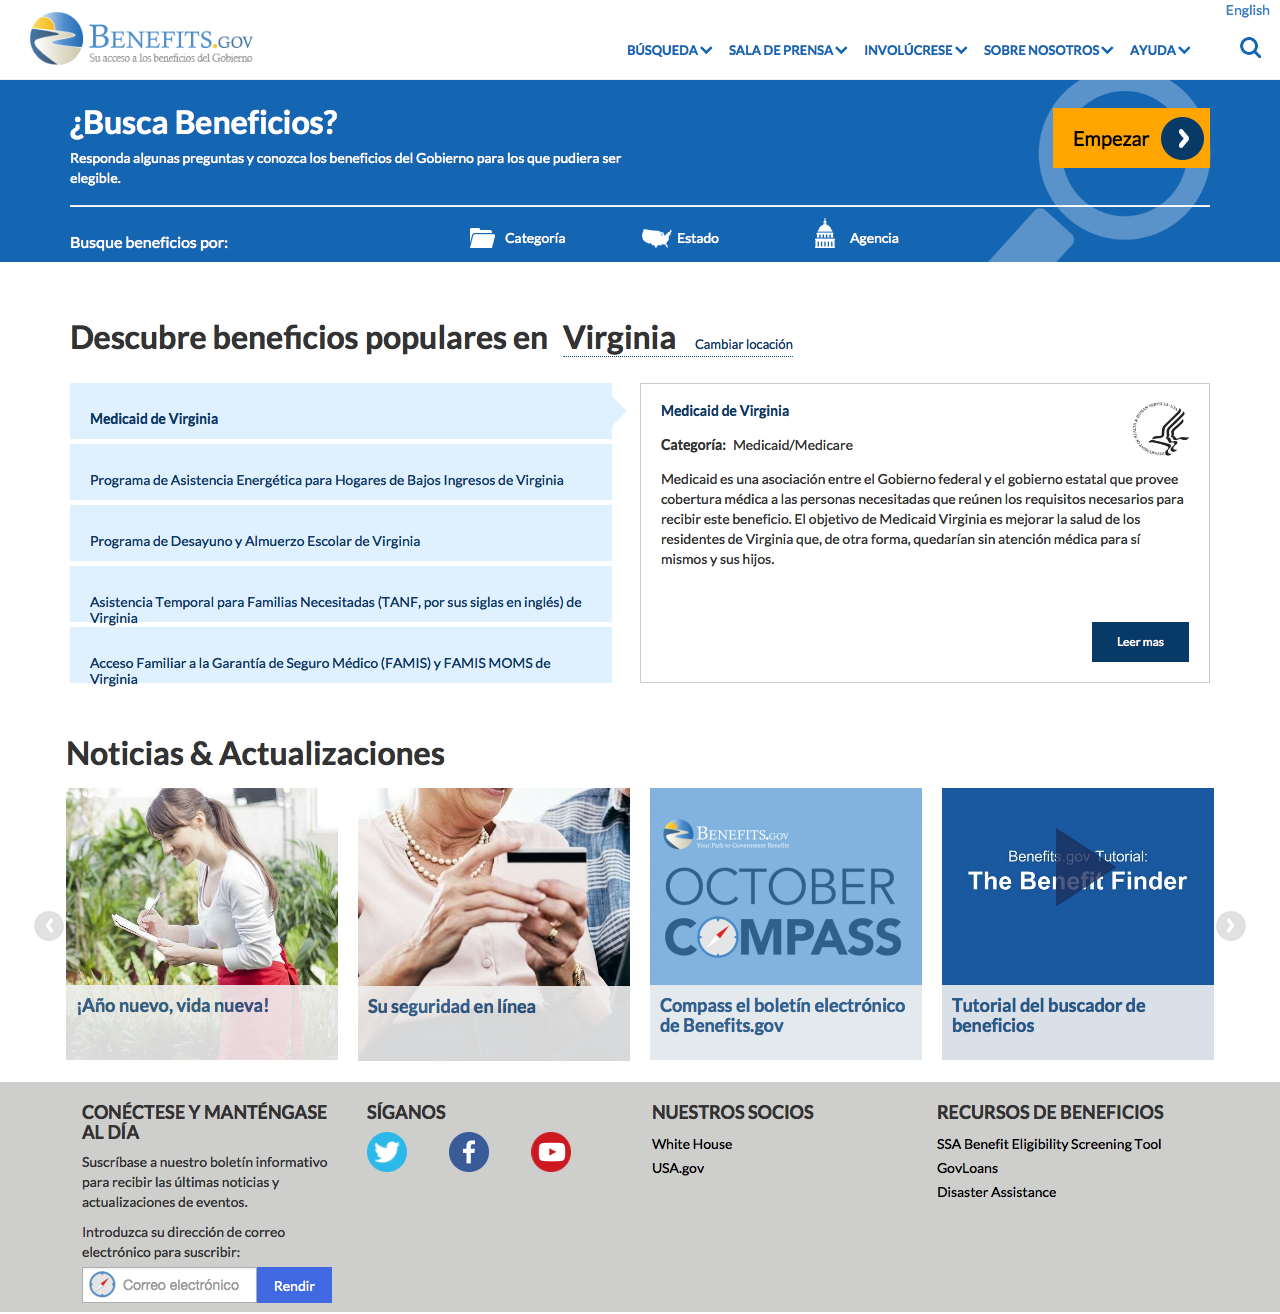 English
BENEFITS.GOV
Su acceso a los beneficios del Gobierno
BÚSQUEDA SALA DE PRENSA INVOLÚCRESE SOBRE NOSOTROS AYUDA
¿Busca Beneficios?
Responda algunas preguntas y conozca los beneficios del Gobierno para los que pudiera ser
elegible.
Empezar
Busque beneficios por:
Categoría
Estado
Agencia
Descubre beneficios populares en Virginia Cambiar locación
Medicaid de Virginia
Programa de Asistencia Energética para Hogares de Bajos Ingresos de Virginia
Programa de Desayuno y Almuerzo Escolar de Virginia
Asistencia Temporal para Familias Necesitadas (TANF, por sus siglas en inglés) de
Virginia
Acceso Familiar a la Garantía de Seguro Médico (FAMIS) y FAMIS MOMS de
Virginia
Medicaid de Virginia
Categoría: Medicaid/Medicare
Medicaid es una asociación entre el Gobierno federal y el gobierno estatal que provee
cobertura médica a las personas necesitadas que reúnen los requisitos necesarios para
recibir este beneficio. El objetivo de Medicaid Virginia es mejorar la salud de los
residentes de Virginia que, de otra forma, quedarían sin atención médica para sí
mismos y sus hijos.
Leer mas
Noticias & Actualizaciones
¡Año nuevo, vida nueva!
Su seguridad en línea
BENEFITS.GOV
Your Path to Government Benefits
OCTOBER
COMPASS
Compass el boletín electrónico
de Benefits.gov
Benefits.gov Tutorial:
The Benefit Finder
Tutorial del buscador de
beneficios
CONÉCTESE Y MANTÉNGASE
AL DÍA
Suscríbase a nuestro boletín informativo
para recibir las últimas noticias y
actualizaciones de eventos.
Introduzca su dirección de correo
electrónico para suscribir:
Correo electrónico
Rendir
SÍGANOS
NUESTROS SOCIOS
White House
USA.gov
RECURSOS DE BENEFICIOS
SSA Benefit Eligibility Screening Tool
GovLoans
Disaster Assistance